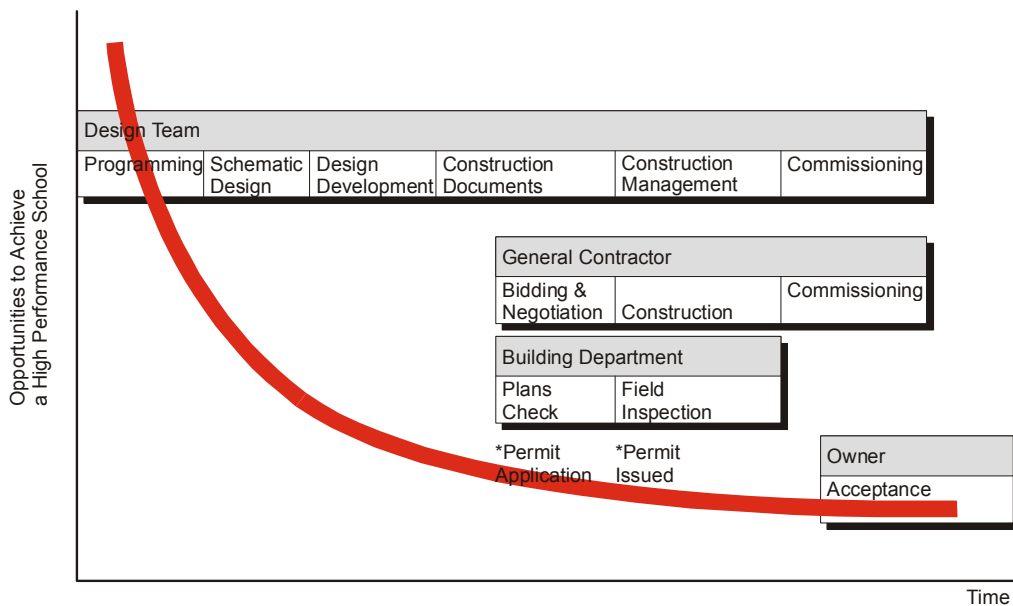 Opportunities to Achieve
a High Performance School
Design Team
Programming
Schematic
Design
Design
Development
Construction
Documents
Construction
Management
Commissioning
General Contractor
Bidding &
Negotiation
Construction
Commissioning
Building Department
Plans
Check
Field
Inspection
*Permit
Application
*Permit
Issued
Owner
Acceptance
Time